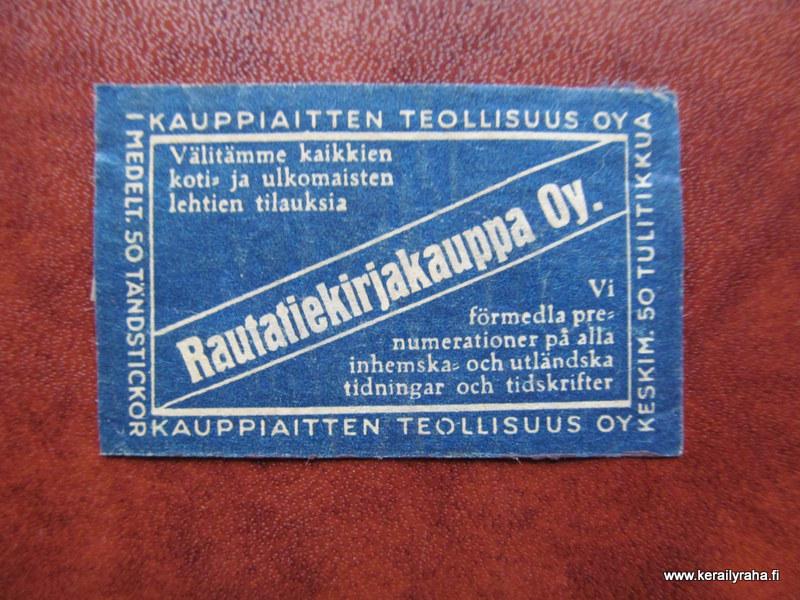 KAUPPIAITTEN TEOLLISUUS OY
I MEDELT. 50 TÄNDSTICKOR
Välitämme kaikkien
koti- ja ulkomaisten
lehtien tilauksia
Rautatiekirjakauppa Oy.
Vi
förmedla pre-
numerationer på alla
inhemska- och utländska
tidningar och tidskrifter
KESKIM. 50 TULITIKKUA
KAUPPIAITTEN TEOLLISUUS OY
www.kerailyraha.fi